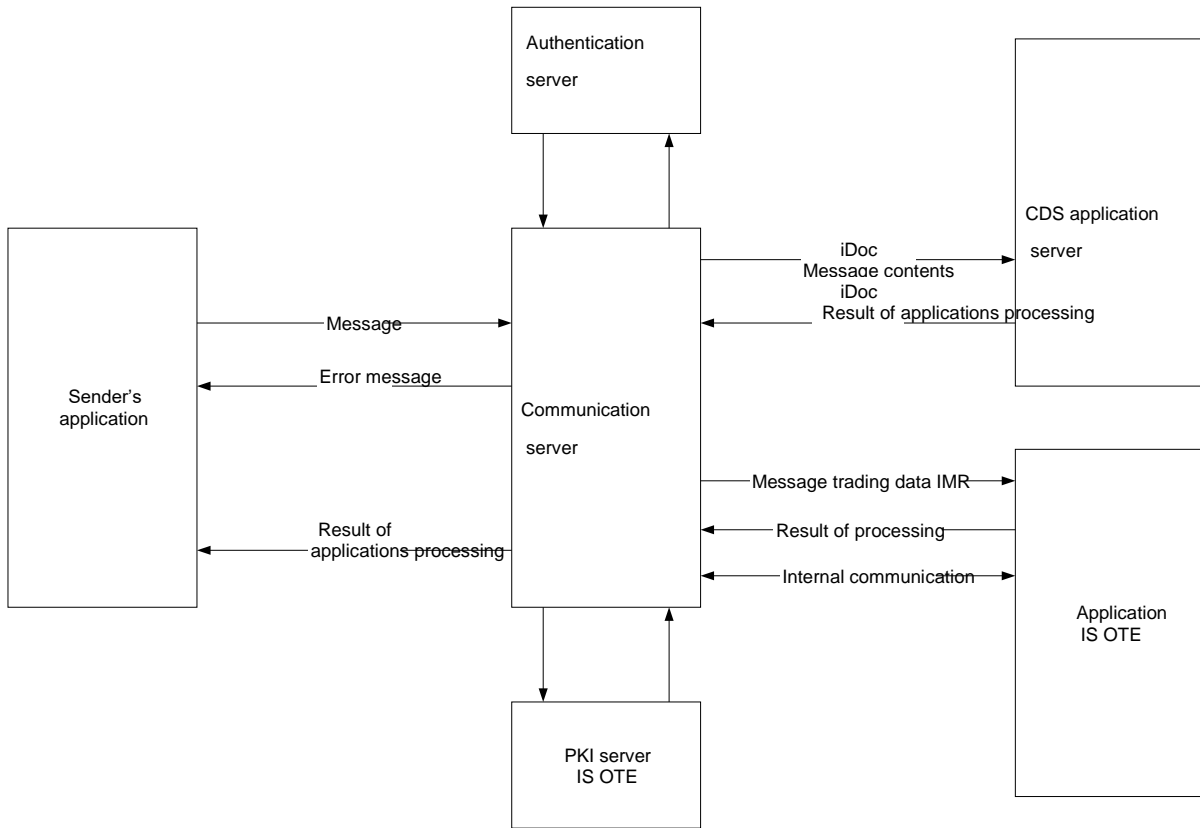 Authentication
server
CDS application
server
iDoc
Message contents
iDoc
Result of applications processing
Message
Error message
Sender's
application
Communication
server
Message trading data IMR
Result of processing
Result of
applications processing
Internal communication
Application
IS OTE
PKI server
IS OTE